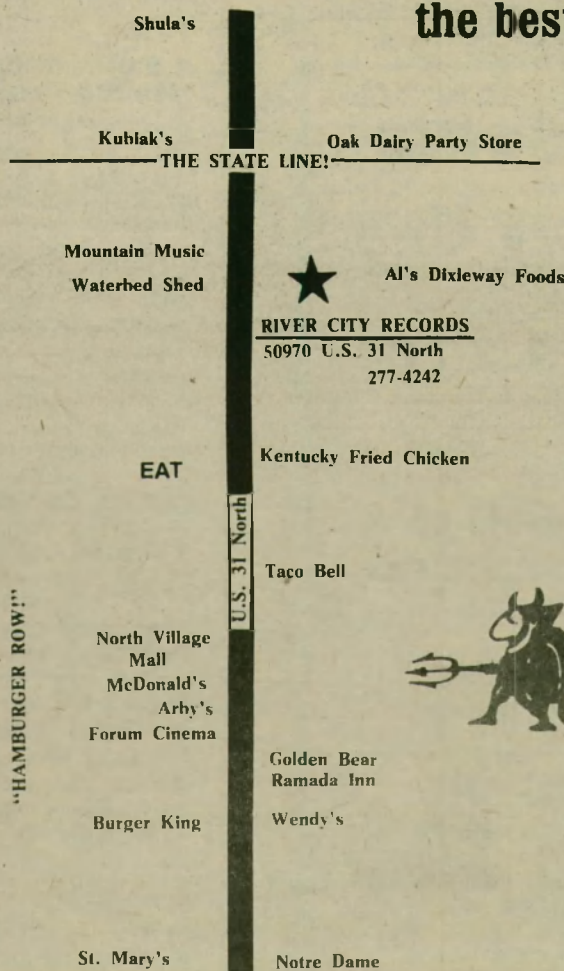 the best
Shula's
Kubiak's
Oak Dairy Party Store
THE STATE LINE!
Mountain Music
Waterbed Shed
Al's Dixieway Foods
RIVER CITY RECORDS
50970 U.S. 31 North
277-4242
Kentucky Fried Chicken
EAT
U.S. 31 North
Taco Bell
"HAMBURGER ROW!"
North Village
Mall
McDonald's
Arby's
Forum Cinema
Golden Bear
Ramada Inn
Burger King
Wendy's
St. Mary's
Notre Dame